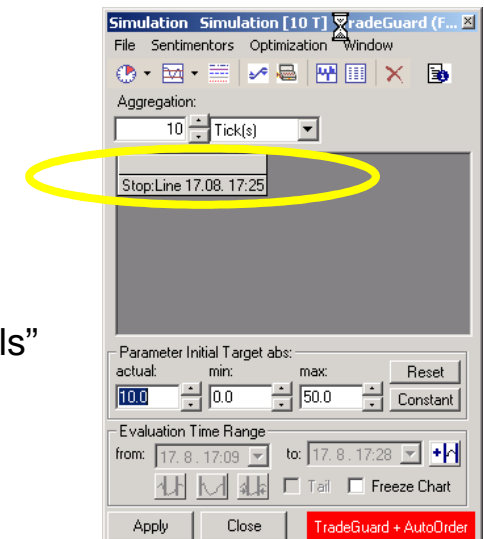 Simulation Simulation [10 T] TradeGuard (F...
File Sentimentors Optimization Window
Aggregation:
10 Tick(s)
Stop:Line 17.08. 17:25
ls”
Parameter Initial Target abs:
actual: min: max: Reset
10.0 0.0 50.0 Constant
Evaluation Time Range
from: 17. 8. 17:09 to: 17. 8. 17:28
Tail Freeze Chart
Apply Close TradeGuard + AutoOrder